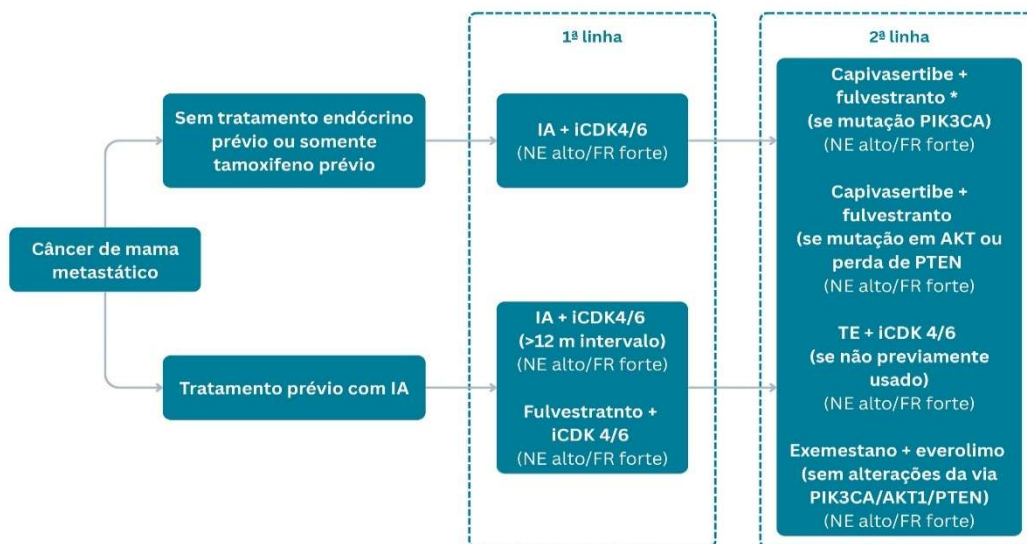 1ª linha
2ª linha
Câncer de mama
metastático
Sem tratamento endócrino
prévio ou somente
tamoxifeno prévio
IA + iCDK4/6
(NE alto/FR forte)
Tratamento prévio com IA
IA + iCDK4/6
(>12 m intervalo)
(NE alto/FR forte)
Fulvestratnto +
iCDK 4/6
(NE alto/FR forte)
Capivasertibe +
fulvestranto *
(se mutação PIK3CA)
(NE alto/FR forte)
Capivasertibe +
fulvestranto
(se mutação em AKT ou
perda de PTEN
(NE alto/FR forte)
TE + iCDK 4/6
(se não previamente
usado)
(NE alto/FR forte)
Exemestano + everolimo
(sem alterações da via
PIK3CA/AKT1/PTEN)
(NE alto/FR forte)